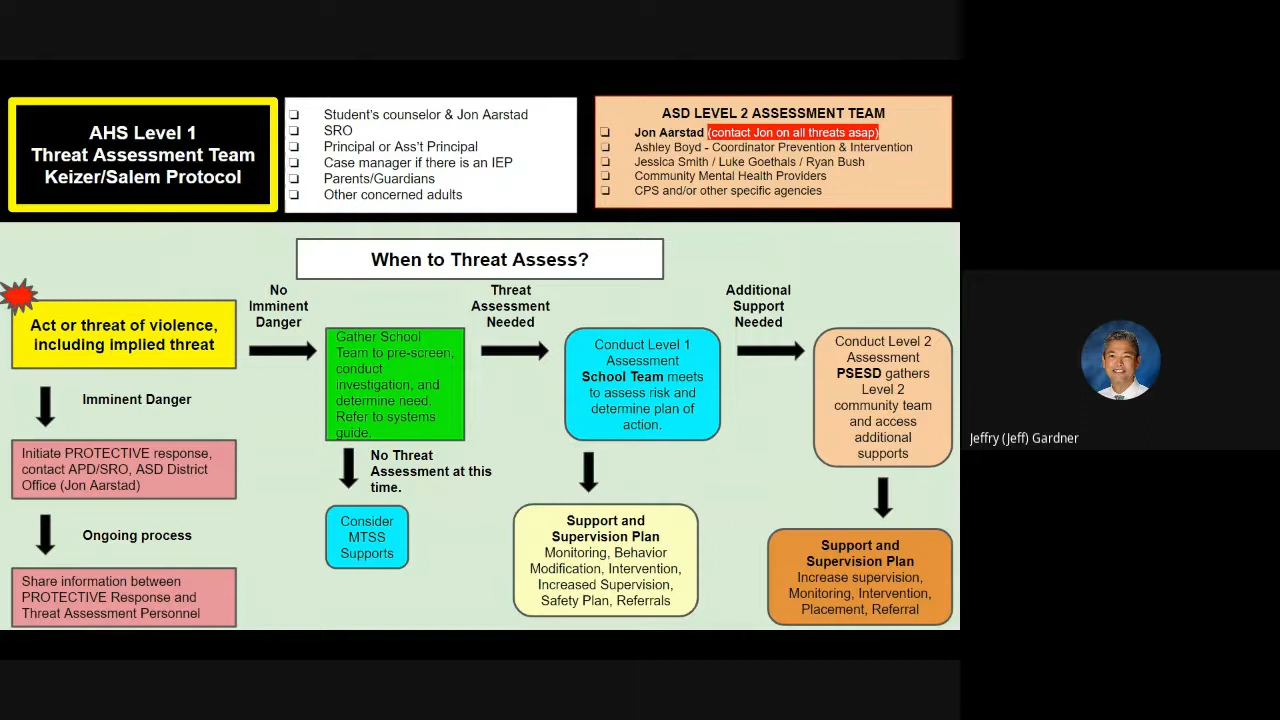 AHS Level 1
Threat Assessment Team
Keizer/Salem Protocol
Student's counselor & Jon Aarstad
SRO
Principal or Ass't Principal
Case manager if there is an IEP
Parents/Guardians
Other concerned adults
ASD LEVEL 2 ASSESSMENT TEAM
Jon Aarstad (contact Jon on all threats asap)
Ashley Boyd - Coordinator Prevention & Intervention
Jessica Smith / Luke Goethals / Ryan Bush
Community Mental Health Providers
CPS and/or other specific agencies
When to Threat Assess?
Act or threat of violence,
including implied threat
No
Imminent
Danger
Gather School
Team to pre-screen,
conduct
investigation, and
determine need.
Refer to systems
guide.
Threat
Assessment
Needed
Conduct Level 1
Assessment
School Team meets
to assess risk and
determine plan of
action.
Additional
Support
Needed
Conduct Level 2
Assessment
PSESD gathers
Level 2
community team
and access
additional
supports
Imminent Danger
Initiate PROTECTIVE response,
contact APD/SRO, ASD District
Office (Jon Aarstad)
Ongoing process
Share information between
PROTECTIVE Response and
Threat Assessment Personnel
No Threat
Assessment at this
time.
Consider
MTSS
Supports
Support and
Supervision Plan
Monitoring, Behavior
Modification, Intervention,
Increased Supervision,
Safety Plan, Referrals
Support and
Supervision Plan
Increase supervision,
Monitoring, Intervention,
Placement, Referral
Jeffry (Jeff) Gardner